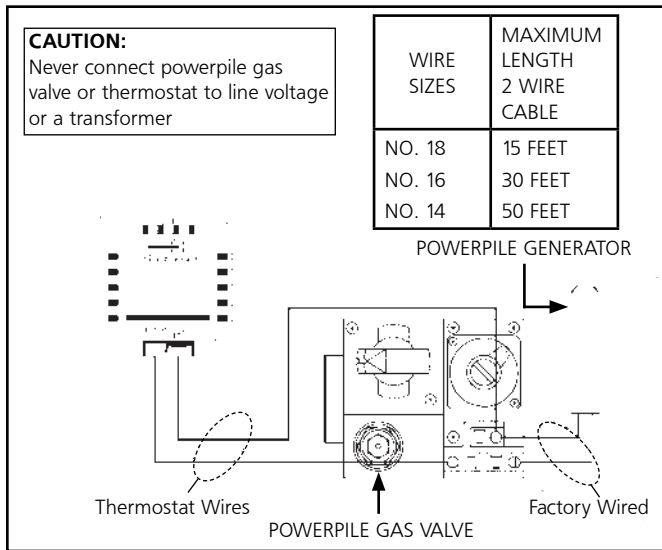 CAUTION:
Never connect powerpile gas
valve or thermostat to line voltage
or a transformer
WIRE
SIZES
MAXIMUM
LENGTH
2 WIRE
CABLE
NO. 18 15 FEET
NO. 16 30 FEET
NO. 14 50 FEET
POWERPILE GENERATOR
Thermostat Wires
Factory Wired
POWERPILE GAS VALVE